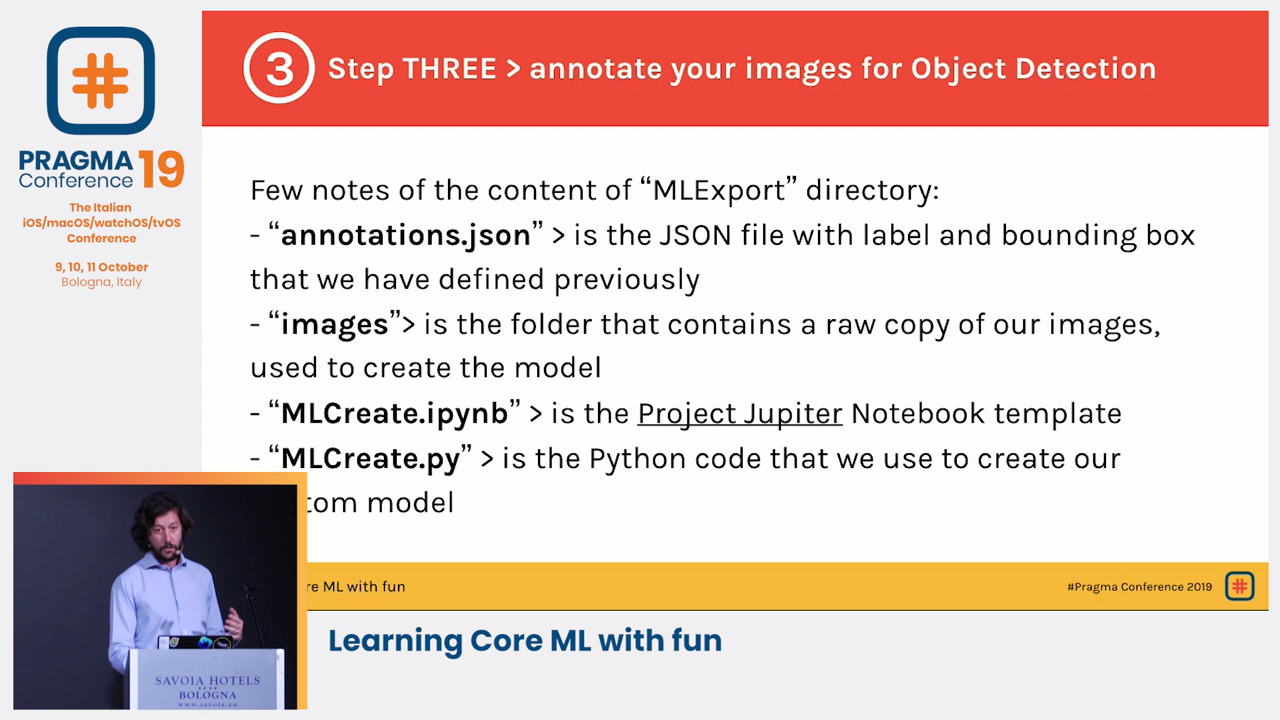 #
PRAGMA 19
Conference
The Italian
iOS/macOS/watchOS/tvOS
Conference
9, 10, 11 October
Bologna, Italy
3 Step THREE > annotate your images for Object Detection
Few notes of the content of “MLExport” directory:
- “annotations.json” > is the JSON file with label and bounding box
that we have defined previously
- “images”> is the folder that contains a raw copy of our images,
used to create the model
- “MLCreate.ipynb” > is the Project Jupiter Notebook template
- “MLCreate.py” > is the Python code that we use to create our
tom model
re ML with fun
#Pragma Conference 2019 #
Learning Core ML with fun
SAVOIA HOTELS
BOLOGNA
www.savoia.eu